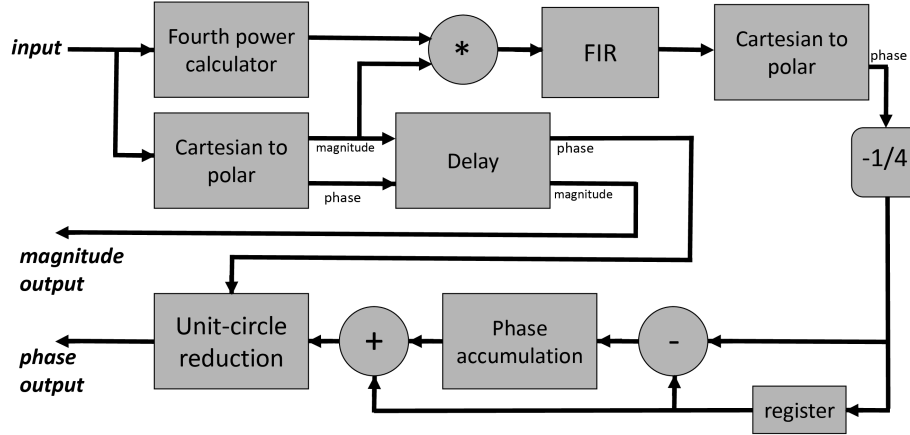 input
Fourth power
calculator
*
FIR
Cartesian to
polar
phase
-1/4
Cartesian to
polar
magnitude
phase
Delay
phase
magnitude
magnitude
output
Unit-circle
reduction
+
Phase
accumulation
-
phase
output
register